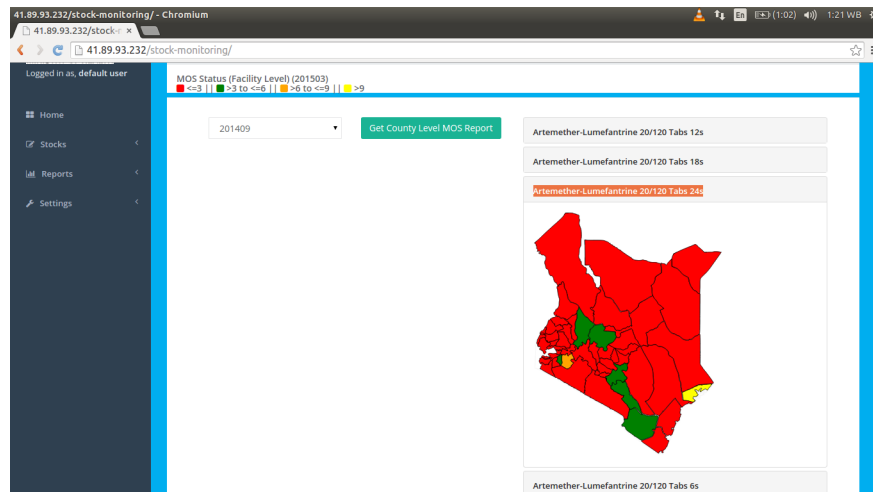 41.89.93.232/stock-monitoring/ - Chromium
En (1:02) 1:21 WB
41.89.93.232/stock-r ×
41.89.93.232/stock-monitoring/
Logged in as, default user
MOS Status (Facility Level) (201503)
<=3 || >3 to <=6 || >6 to <=9 || >9
Home
Stocks
Reports
Settings
201409
Get County Level MOS Report
Artemether-Lumefantrine 20/120 Tabs 12s
Artemether-Lumefantrine 20/120 Tabs 18s
Artemether-Lumefantrine 20/120 Tabs 24s
Artemether-Lumefantrine 20/120 Tabs 6s